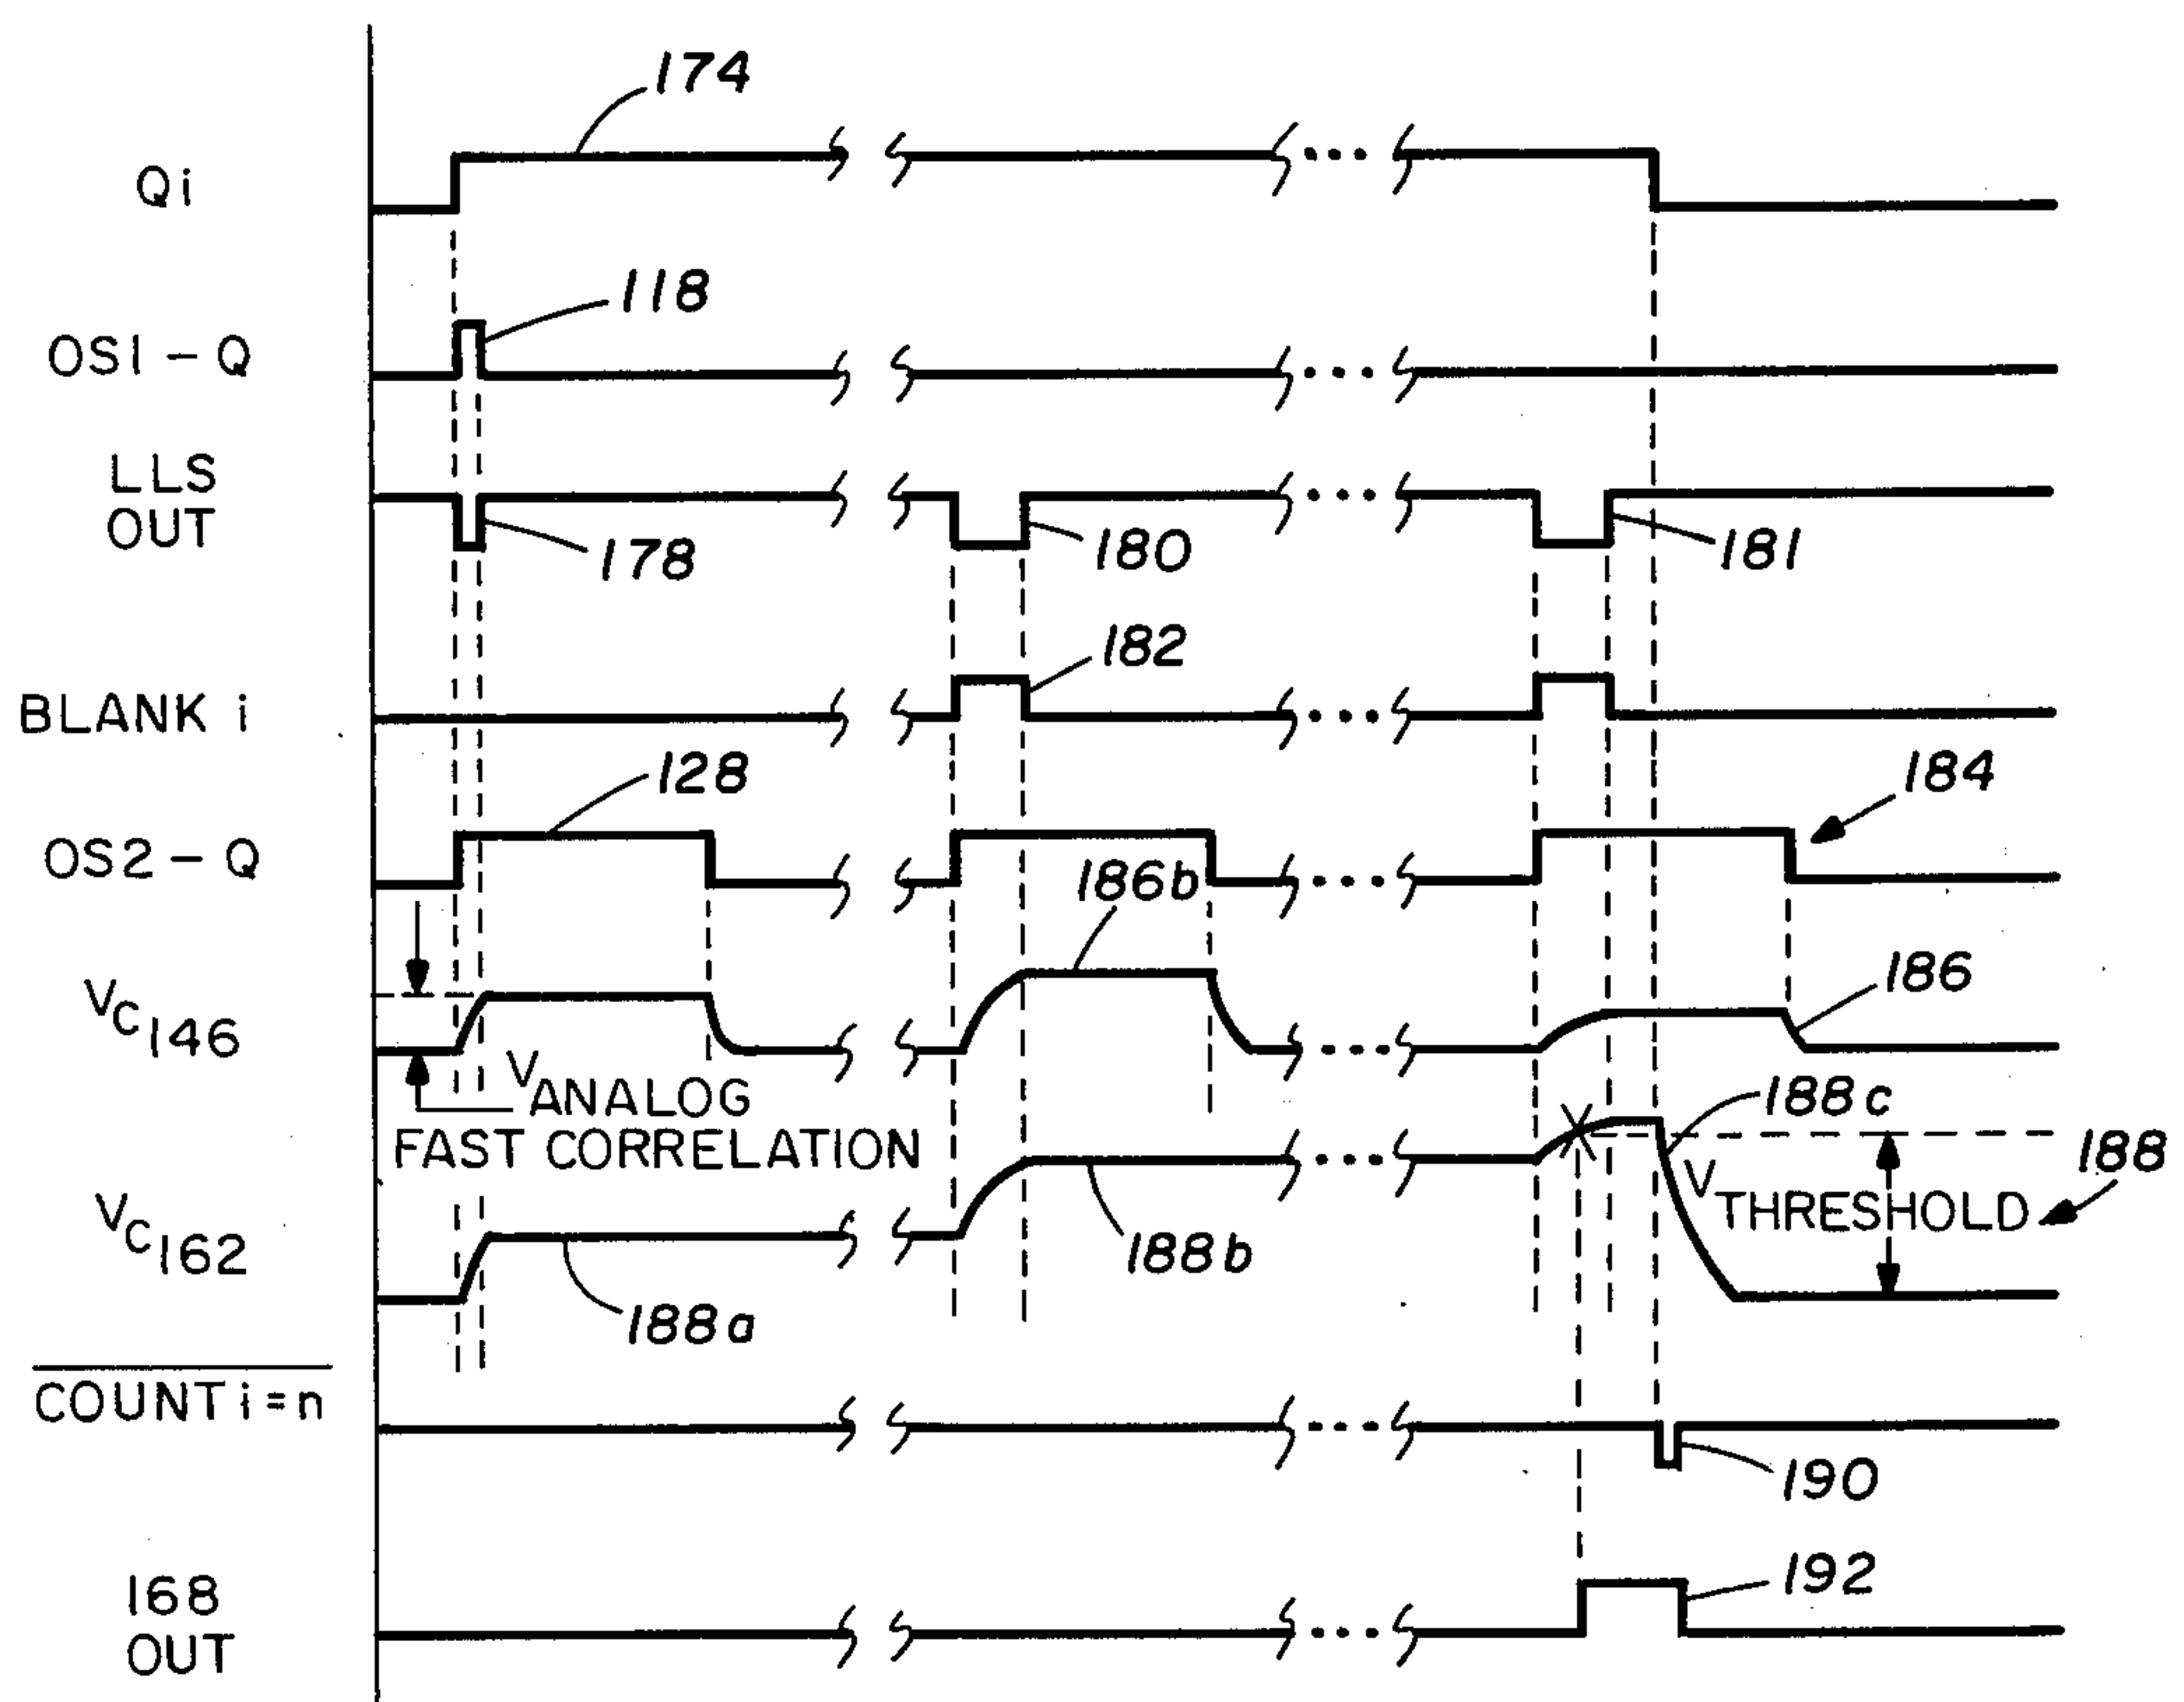 174
Qi
118
OS1-Q
LLS
OUT
178
180
181
182
BLANK i
128
184
OS2-Q
186b
186
VC146
VANALOG
FAST CORRELATION
188c
188
VTHRESHOLD
VC162
188b
188a
COUNT i=n
190
168
OUT
192